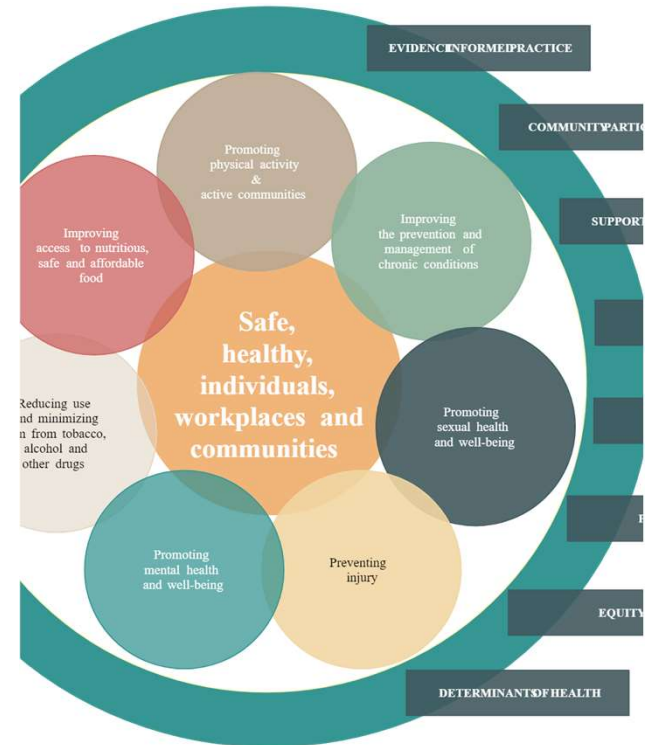 EVIDENCE INFORMED PRACTICE
COMMUNITY
Promoting
physical activity
&
active communities
Improving
access to nutritious,
safe and affordable
food
Improving
the prevention and
management of
chronic conditions
SUPPORT
Safe,
healthy,
individuals,
workplaces and
communities
Reducing use
and minimizing
from tobacco,
alcohol and
other drugs
Promoting
sexual health
and well-being
Promoting
mental health
and well-being
Preventing
injury
EQUITY
DETERMINANTS OF HEALTH